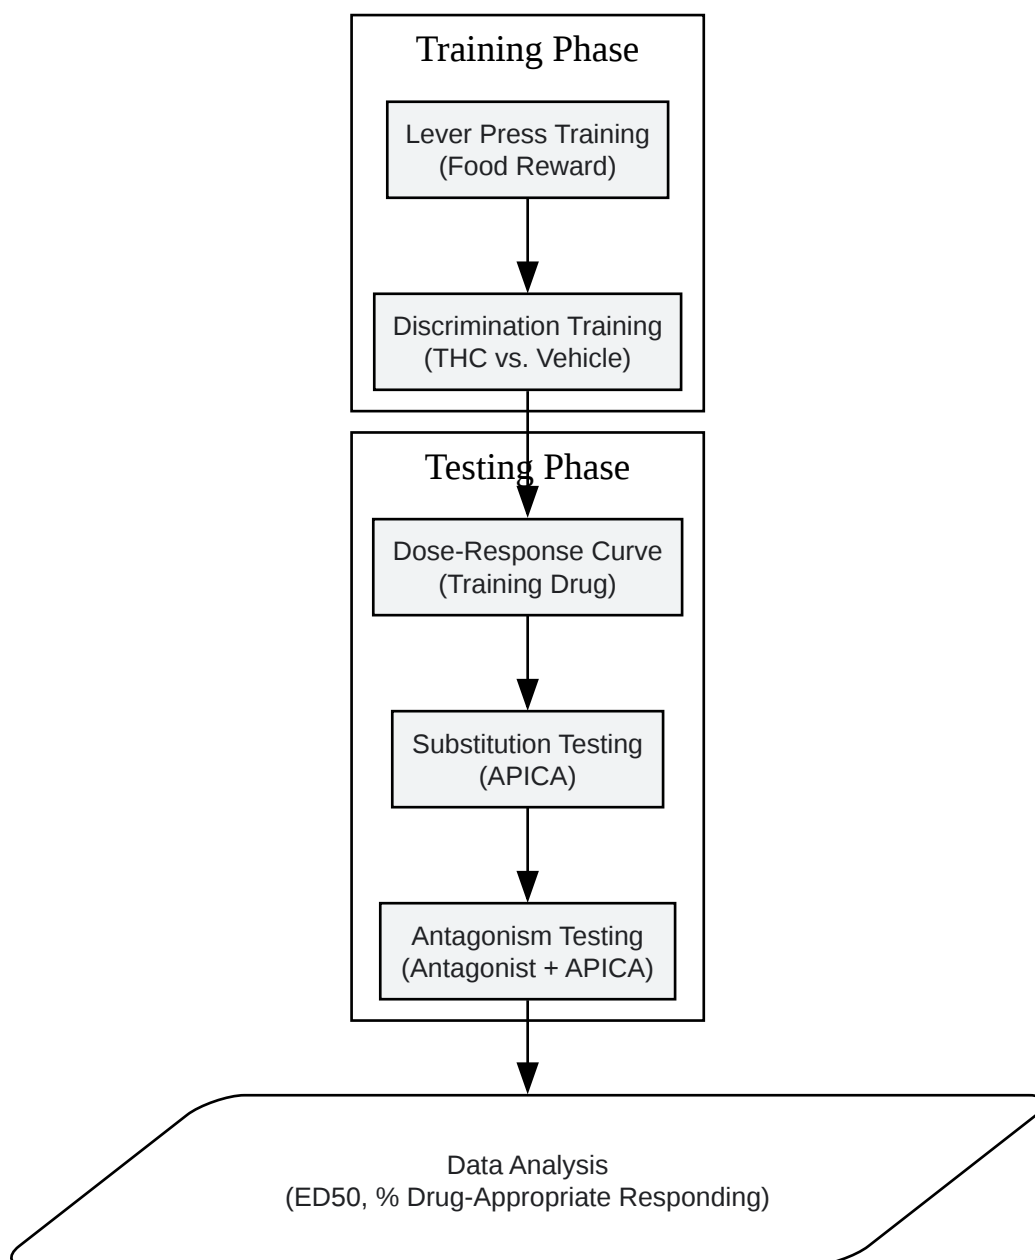 Training Phase
Lever Press Training
(Food Reward)
Discrimination Training
(THC vs. Vehicle)
Testing Phase
Dose-Response Curve
(Training Drug)
Substitution Testing
(APICA)
Antagonism Testing
(Antagonist + APICA)
Data Analysis
(ED50, % Drug-Appropriate Responding)